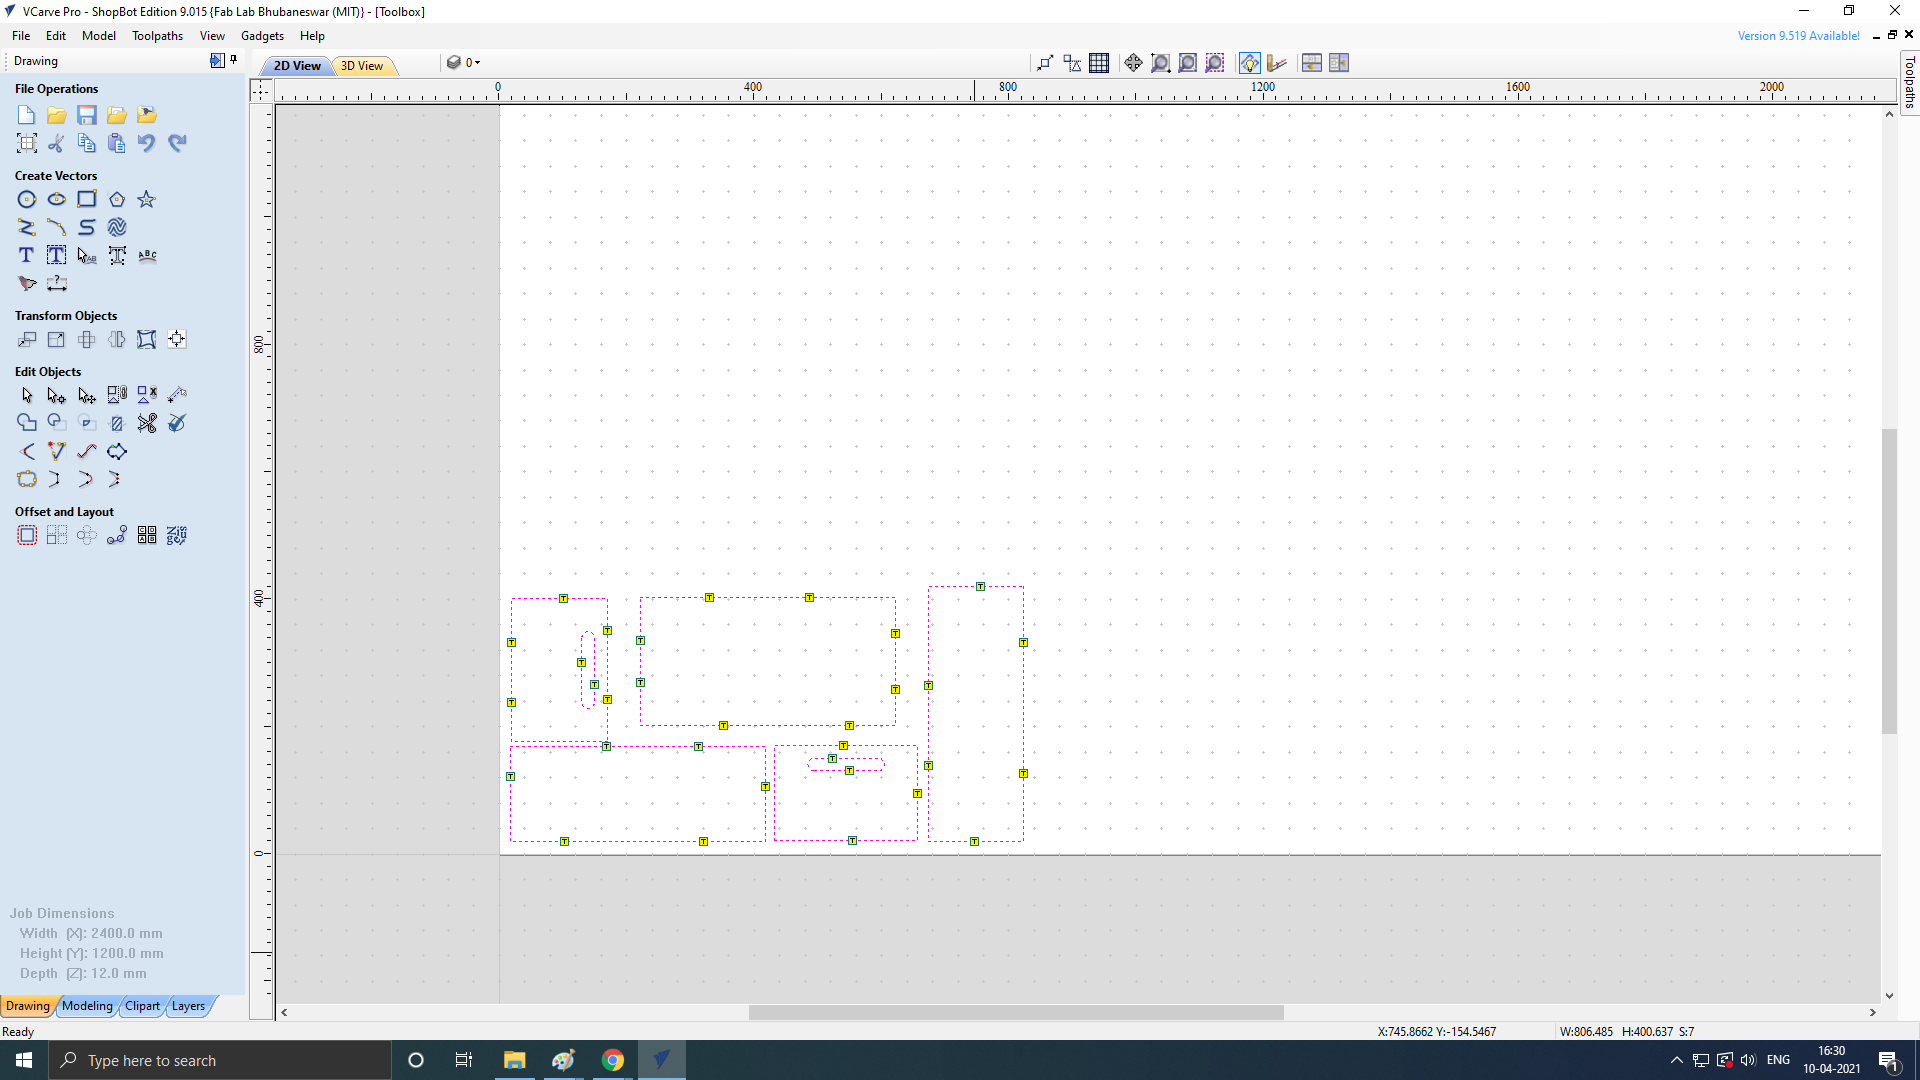 VCarve Pro - ShopBot Edition 9.015 {Fab Lab Bhubaneswar (MIT)} - [Toolbox]
File Edit Model Toolpaths View Gadgets Help
Version 9.519 Available!
Drawing
2D View 3D View 0
File Operations
0 400 800 1200 1600 2000
Toolpaths
Create Vectors
Transform Objects
800
Edit Objects
Offset and Layout
400
0
Job Dimensions
Width (X): 2400.0 mm
Height (Y): 1200.0 mm
Depth (Z): 12.0 mm
Drawing Modeling Clipart Layers
Ready
X:745.8662 Y:-154.5467 W:806.485 H:400.637 S:7
Type here to search
ENG
16:30
10-04-2021
1